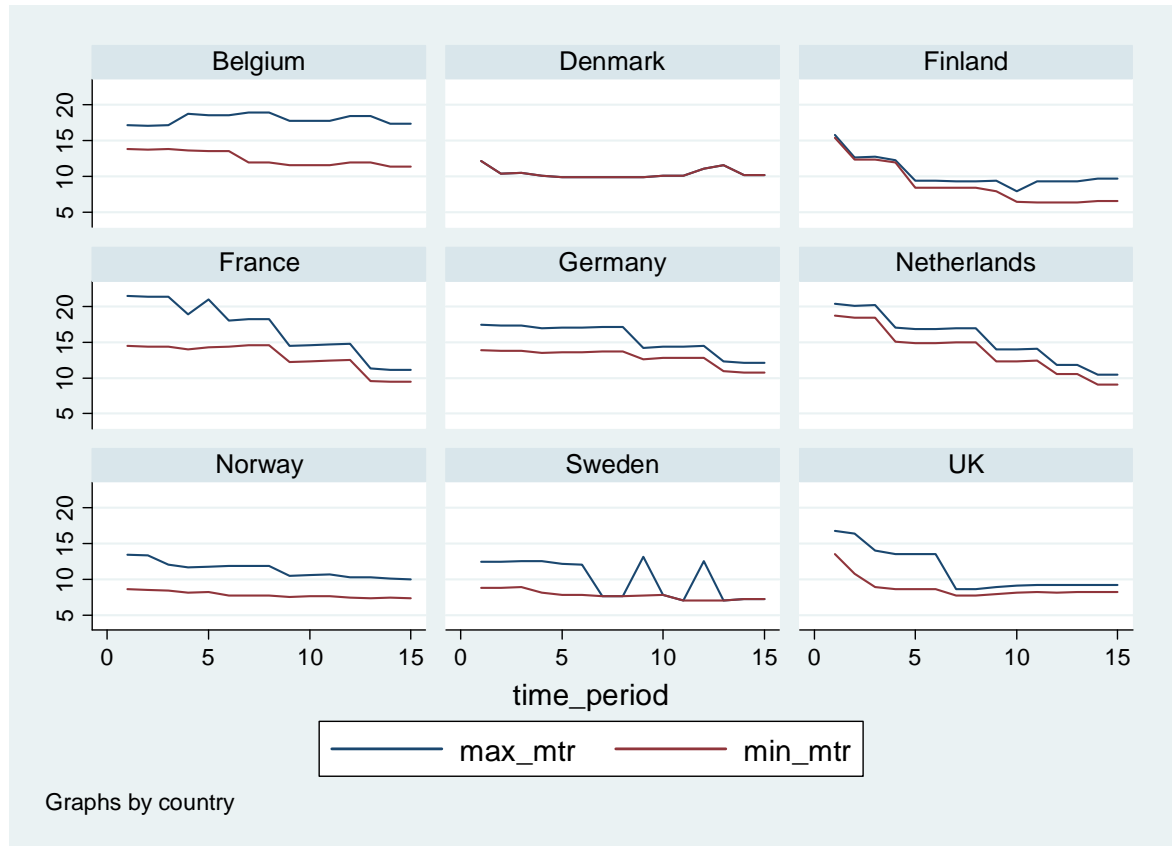 Belgium
Denmark
Finland
20
15
10
5
France
Germany
Netherlands
20
15
10
5
Norway
Sweden
UK
20
15
10
5
0 5 10 15
0 5 10 15
0 5 10 15
time_period
max_mtr
min_mtr
Graphs by country